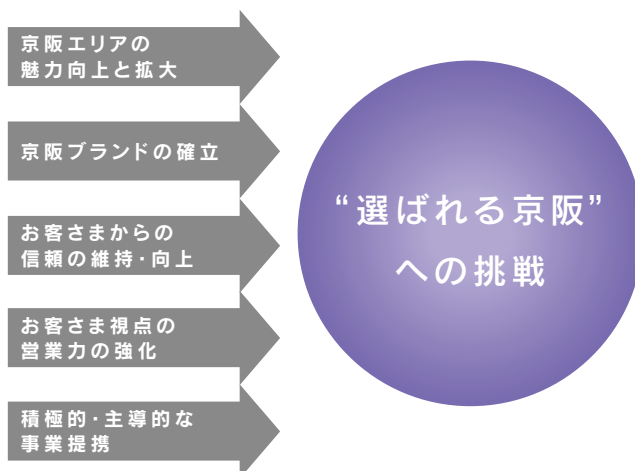 京阪エリアの
魅力向上と拡大
京阪ブランドの確立
お客さまからの
信頼の維持・向上
お客さま視点の
営業力の強化
積極的・主導的な
事業提携
“選ばれる京阪”
への挑戦